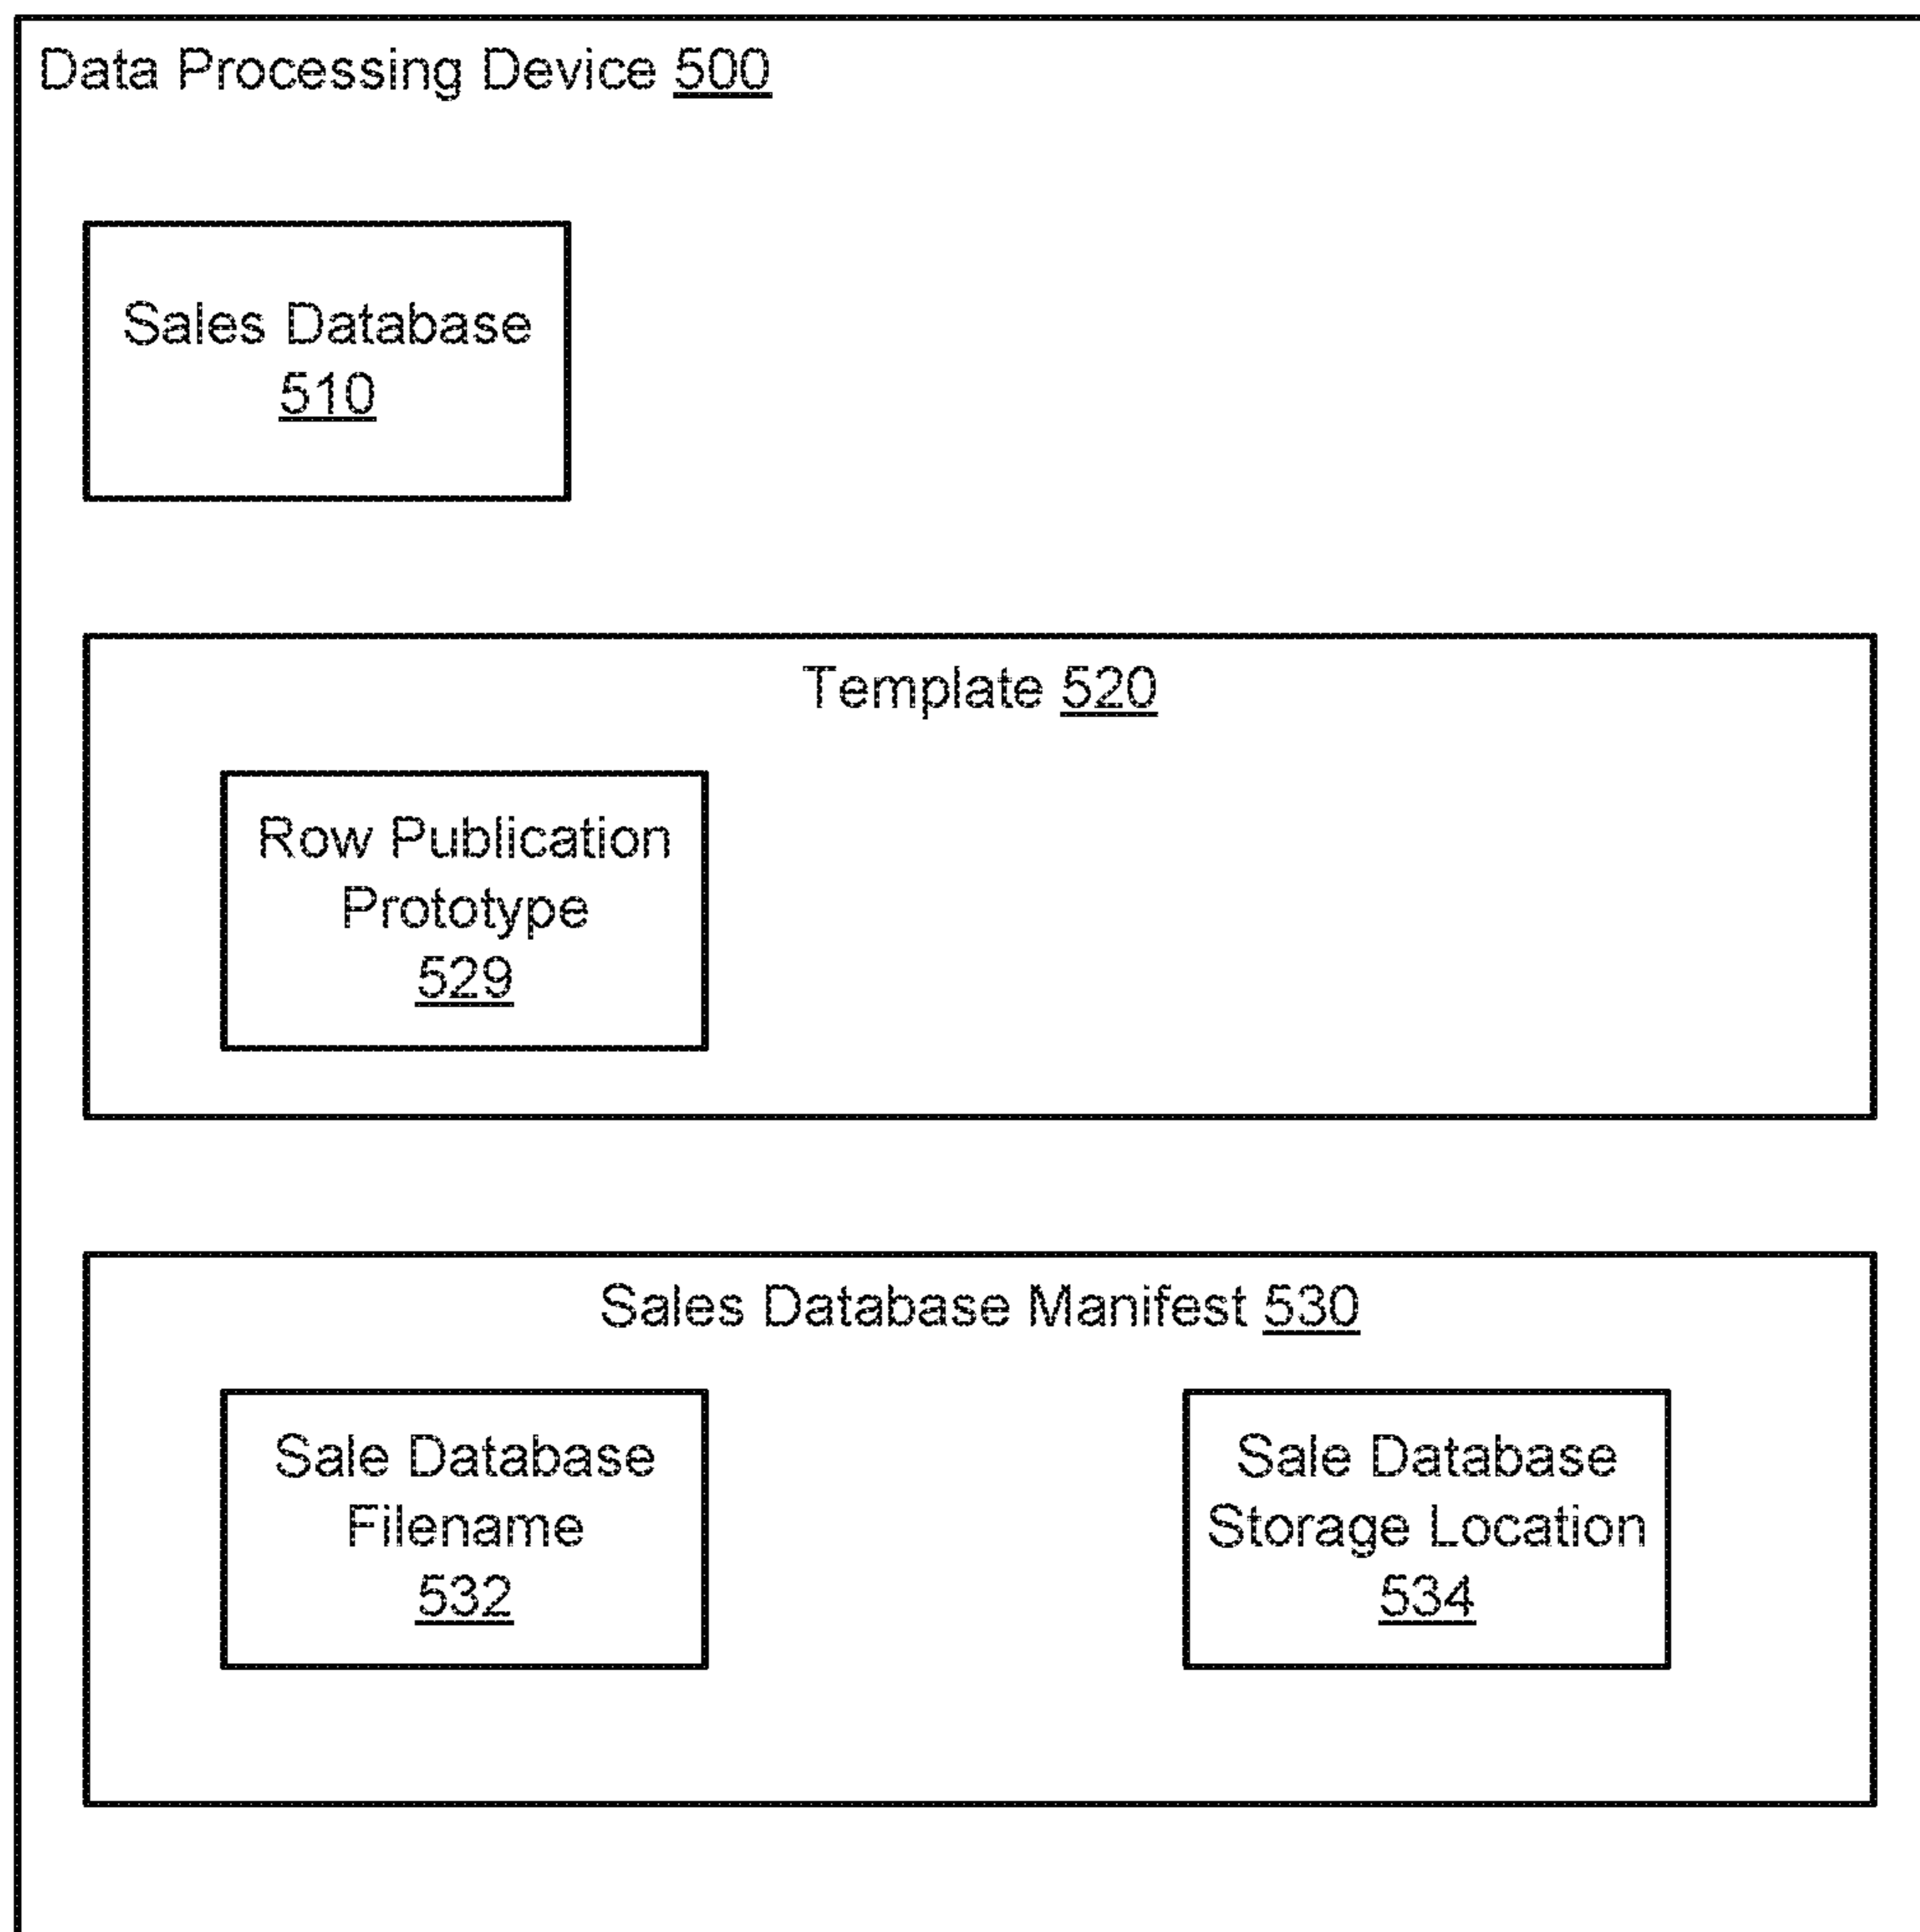 Data Processing Device 500
Sales Database
510
Template 520
Row Publication
Prototype
529
Sales Database Manifest 530
Sale Database
Filename
532
Sale Database
Storage Location
534